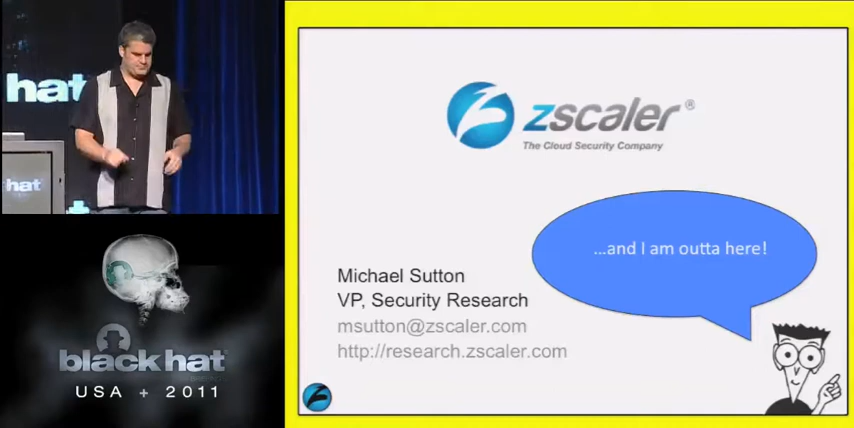 hat
hat
black hat
USA + 2011
zscaler®
The Cloud Security Company
...and I am outta here!
Michael Sutton
VP, Security Research
msutton@zscaler.com
http://research.zscaler.com